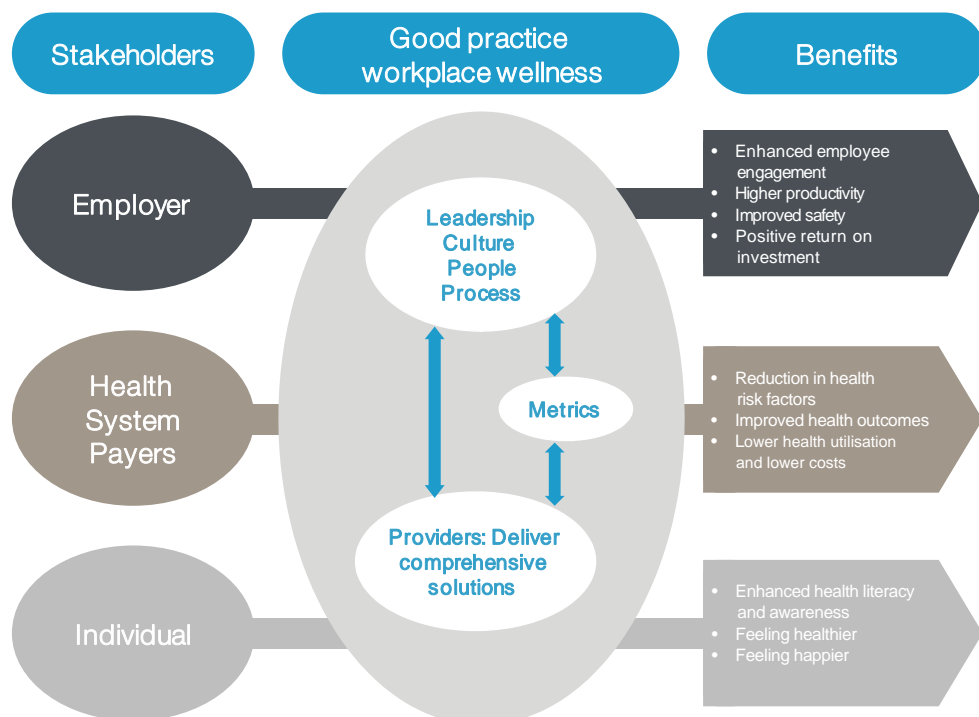 Stakeholders
Good practice
workplace wellness
Benefits
Employer
Leadership
Culture
People
Process
• Enhanced employee
engagement
• Higher productivity
• Improved safety
• Positive return on
investment
Health
System
Payers
Metrics
• Reduction in health
risk factors
• Improved health outcomes
• Lower health utilisation
and lower costs
Providers: Deliver
comprehensive
solutions
Individual
• Enhanced health literacy
and awareness
• Feeling healthier
• Feeling happier